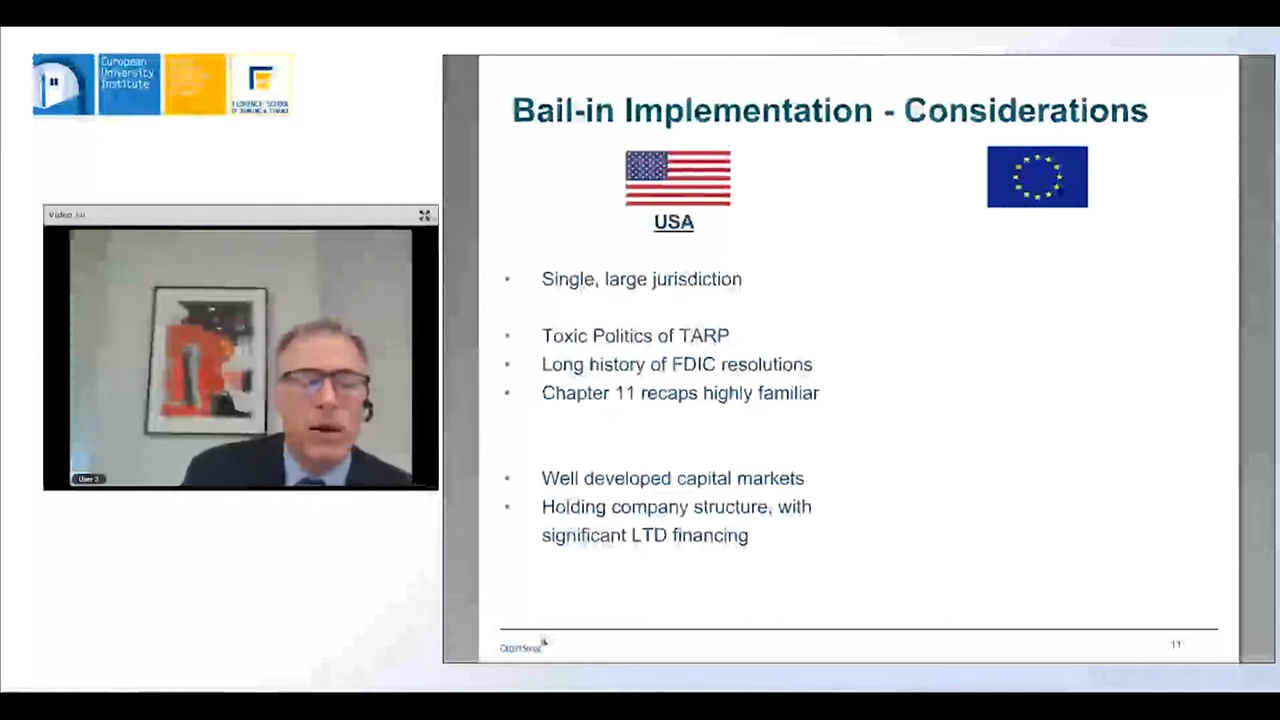 European
University
Institute
FLORENCE SCHOOL
OF BANKING & FINANCE
Video
User 2
Bail-in Implementation - Considerations
USA
• Single, large jurisdiction
• Toxic Politics of TARP
• Long history of FDIC resolutions
• Chapter 11 recaps highly familiar
• Well developed capital markets
• Holding company structure, with
significant LTD financing
11